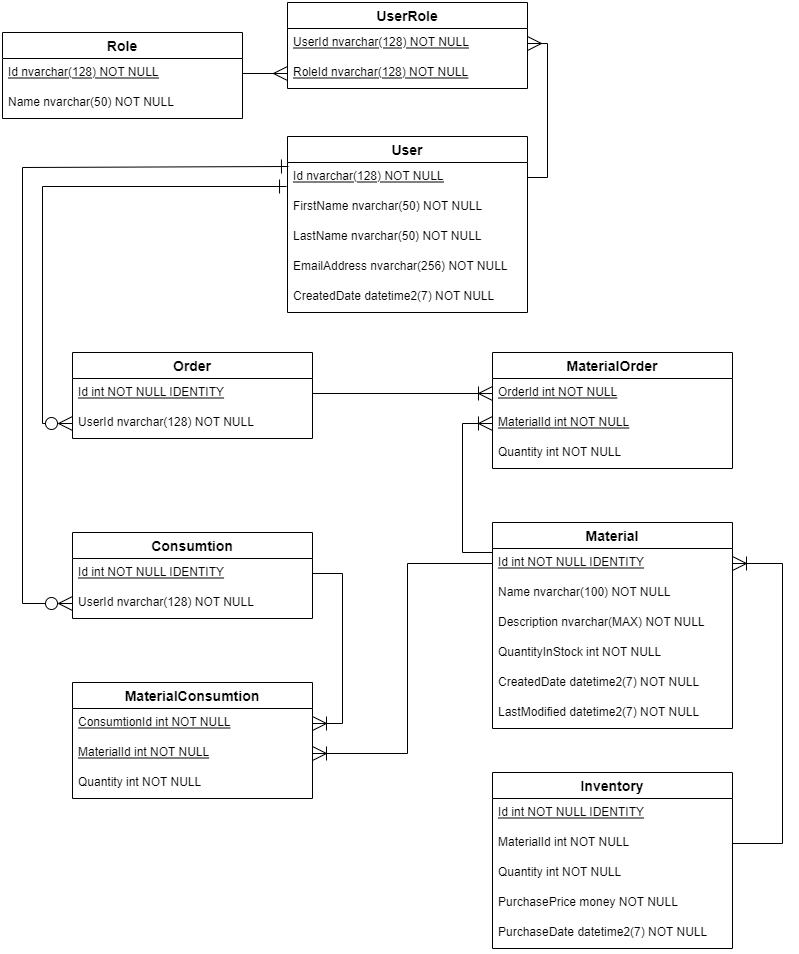 UserRole
UserId nvarchar(128) NOT NULL
RoleId nvarchar(128) NOT NULL
Role
Id nvarchar(128) NOT NULL
Name nvarchar(50) NOT NULL
User
Id nvarchar(128) NOT NULL
FirstName nvarchar(50) NOT NULL
LastName nvarchar(50) NOT NULL
EmailAddress nvarchar(256) NOT NULL
CreatedDate datetime2(7) NOT NULL
Order
Id int NOT NULL IDENTITY
UserId nvarchar(128) NOT NULL
MaterialOrder
OrderId int NOT NULL
MaterialId int NOT NULL
Quantity int NOT NULL
Consumtion
Id int NOT NULL IDENTITY
UserId nvarchar(128) NOT NULL
Material
Id int NOT NULL IDENTITY
Name nvarchar(100) NOT NULL
Description nvarchar(MAX) NOT NULL
QuantityInStock int NOT NULL
CreatedDate datetime2(7) NOT NULL
LastModified datetime2(7) NOT NULL
MaterialConsumtion
ConsumtionId int NOT NULL
MaterialId int NOT NULL
Quantity int NOT NULL
Inventory
Id int NOT NULL IDENTITY
MaterialId int NOT NULL
Quantity int NOT NULL
PurchasePrice money NOT NULL
PurchaseDate datetime2(7) NOT NULL